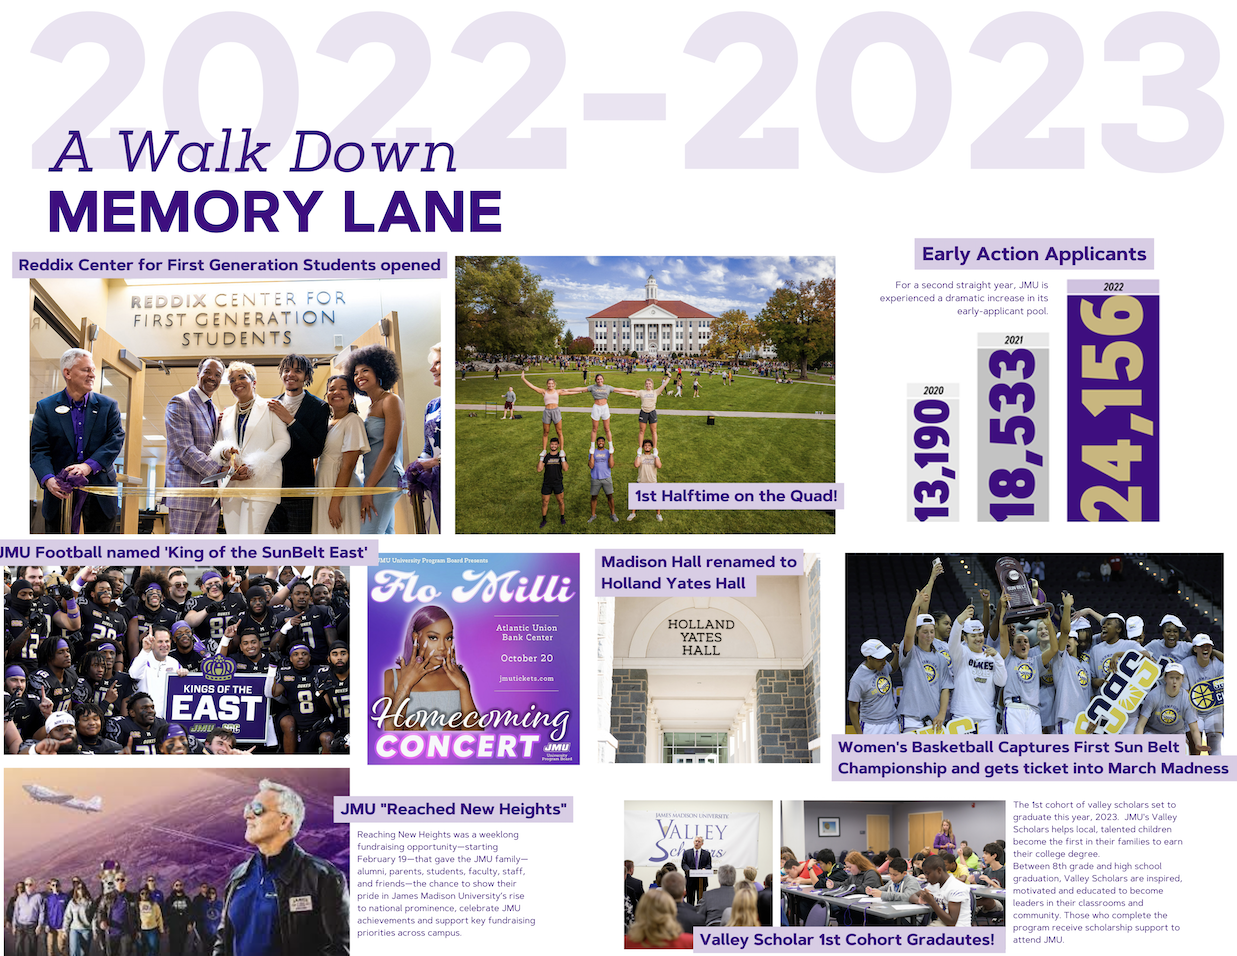 2022-2023
A Walk Down
MEMORY LANE
Reddix Center for First Generation Students opened
REDDIX CENTER FOR
FIRST GENERATION
STUDENTS
1st Halftime on the Quad!
Early Action Applicants
For a second straight year, JMU is
experienced a dramatic increase in its
early-applicant pool.
2020
13,190
2021
18,533
2022
24,156
JMU Football named 'King of the SunBelt East'
KINGS OF THE
EAST
JMU
JMU University Program Board Presents
Flo Milli
Atlantic Union
Bank Center
October 20
jmutickets.com
Homecoming
CONCERT
JMU
University
Program Board
Madison Hall renamed to
Holland Yates Hall
HOLLAND
YATES
HALL
DUKES
Women's Basketball Captures First Sun Belt
Championship and gets ticket into March Madness
JMU "Reached New Heights"
Reaching New Heights was a weeklong
fundraising opportunity—starting
February 19—that gave the JMU family—
alumni, parents, students, faculty, staff,
and friends—the chance to show their
pride in James Madison University's rise
to national prominence, celebrate JMU
achievements and support key fundraising
priorities across campus.
JAMES MADISON UNIVERSITY
VALLEY
Scholars
Valley Scholar 1st Cohort Gradautes!
The 1st cohort of valley scholars set to
graduate this year, 2023. JMU's Valley
Scholars helps local, talented children
become the first in their families to earn
their college degree.
Between 8th grade and high school
graduation, Valley Scholars are inspired,
motivated and educated to become
leaders in their classrooms and
community. Those who complete the
program receive scholarship support to
attend JMU.